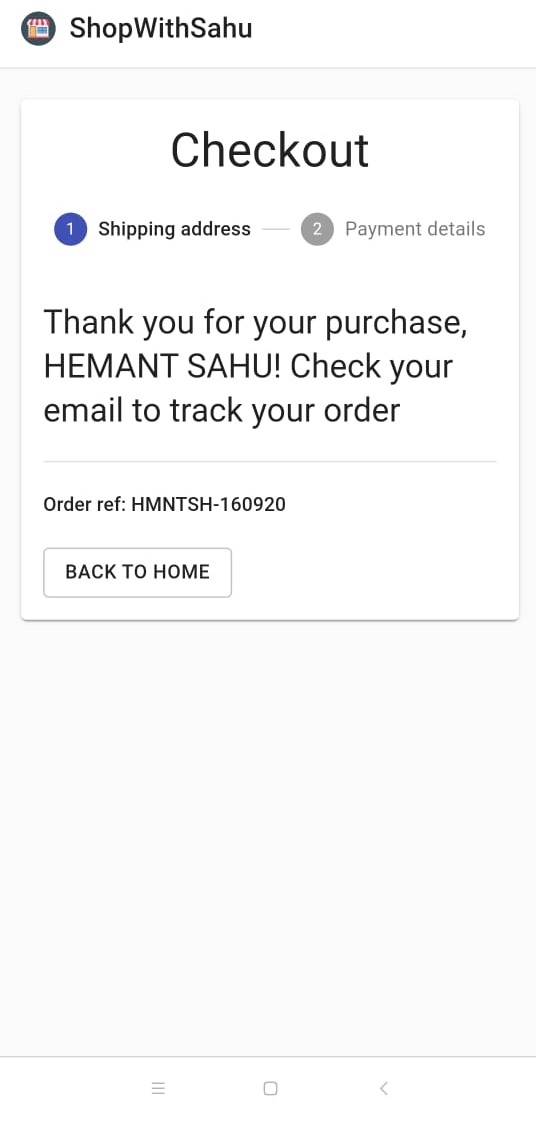 ShopWithSahu
Checkout
1 Shipping address 2 Payment details
Thank you for your purchase,
HEMANT SAHU! Check your
email to track your order
Order ref: HMNTSH-160920
BACK TO HOME